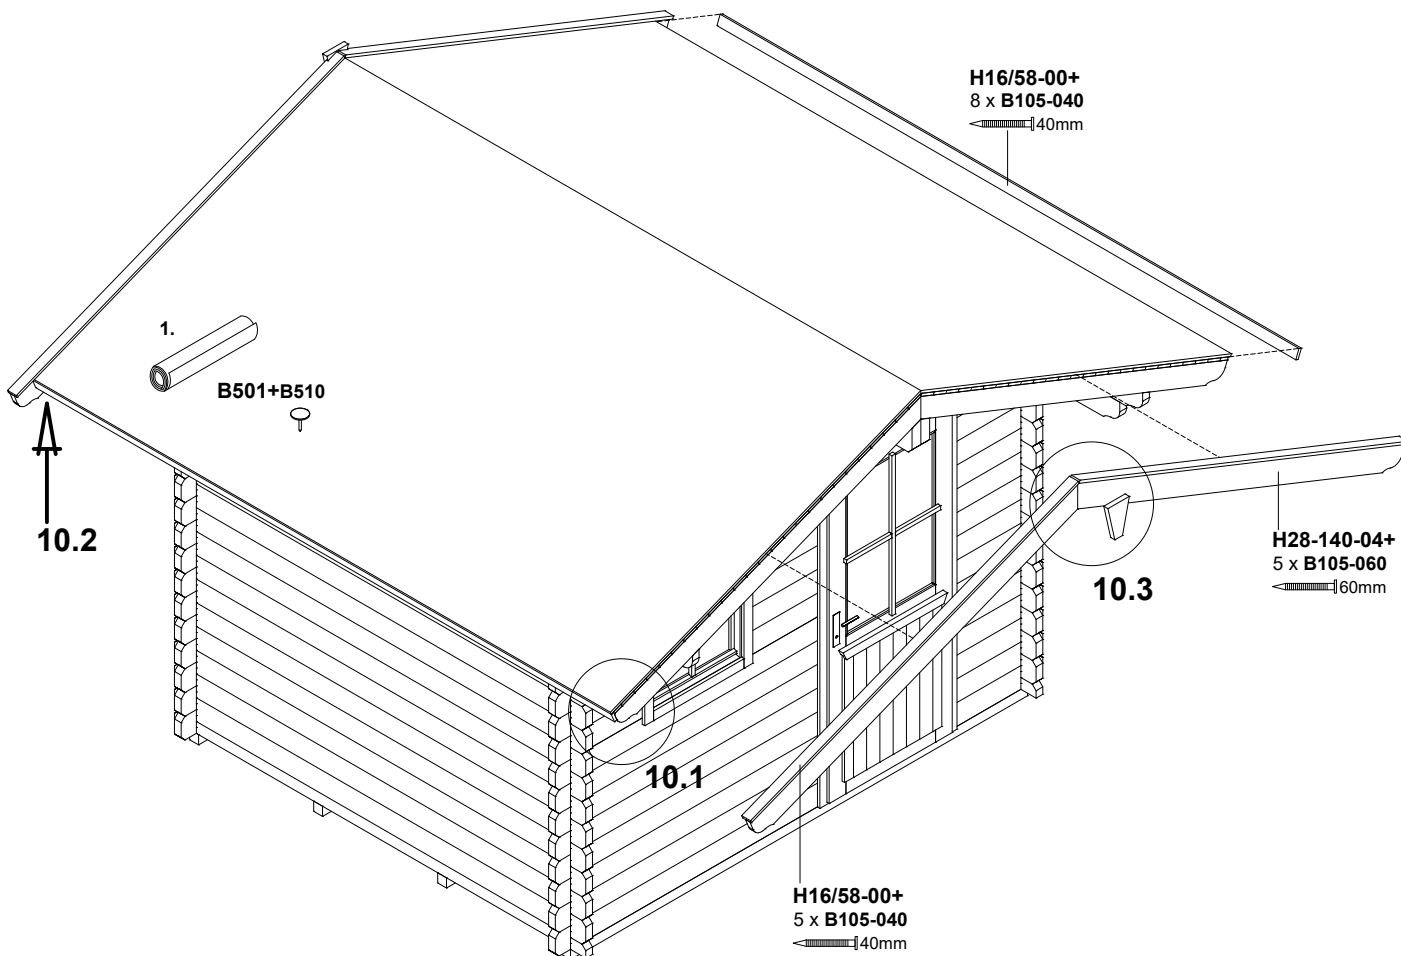 H16/58-00+
8 x B105-040
40mm
1.
B501+B510
10.2
10.3
H28-140-04+
5 x B105-060
60mm
10.1
H16/58-00+
5 x B105-040
40mm